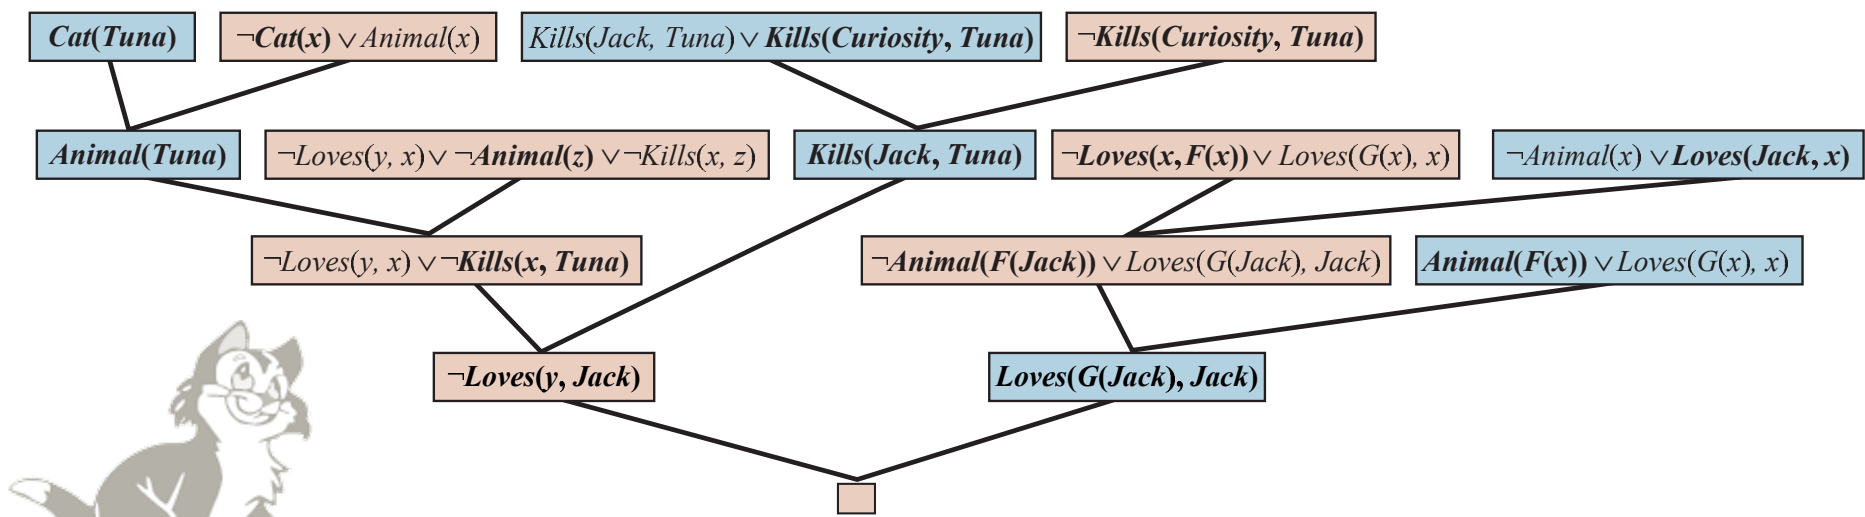 Cat(Tuna)
¬Cat(x) ∨ Animal(x)
Kills(Jack, Tuna) ∨ Kills(Curiosity, Tuna)
¬Kills(Curiosity, Tuna)
Animal(Tuna)
¬Loves(y, x) ∨ ¬Animal(z) ∨ ¬Kills(x, z)
Kills(Jack, Tuna)
¬Loves(x, F(x)) ∨ Loves(G(x), x)
¬Animal(x) ∨ Loves(Jack, x)
¬Loves(y, x) ∨ ¬Kills(x, Tuna)
¬Animal(F(Jack)) ∨ Loves(G(Jack), Jack)
Animal(F(x)) ∨ Loves(G(x), x)
¬Loves(y, Jack)
Loves(G(Jack), Jack)